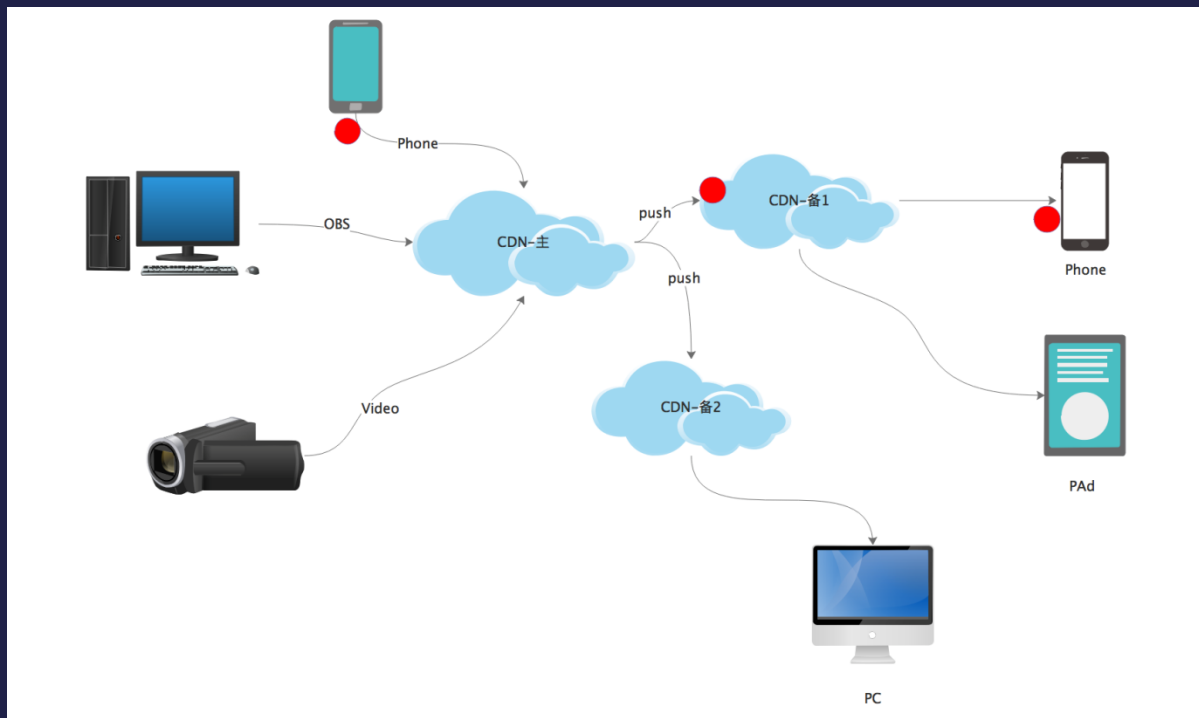 Phone
OBS
Video
CDN-主
push
push
CDN-备1
CDN-备2
Phone
PAd
PC